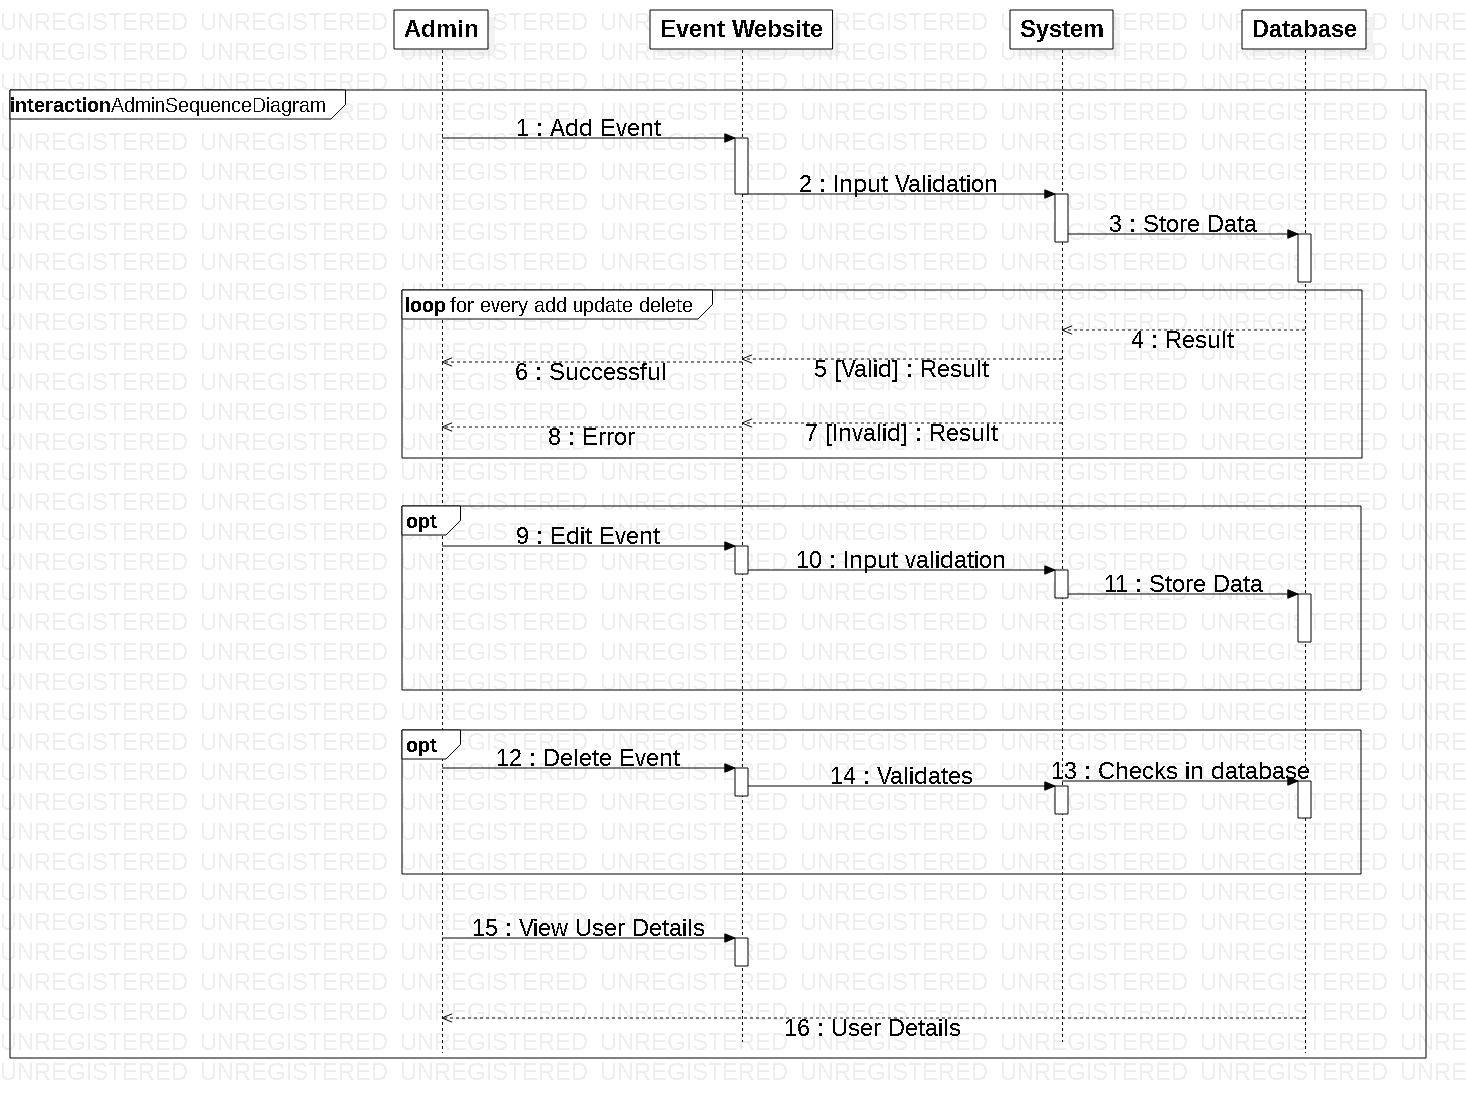 Admin
Event Website
System
Database
interactionAdminSequenceDiagram
1 : Add Event
2 : Input Validation
3 : Store Data
loop for every add update delete
4 : Result
5 [Valid] : Result
6 : Successful
7 [Invalid] : Result
8 : Error
opt
9 : Edit Event
10 : Input validation
11 : Store Data
opt
12 : Delete Event
14 : Validates
13 : Checks in database
15 : View User Details
16 : User Details
UNREGISTERED